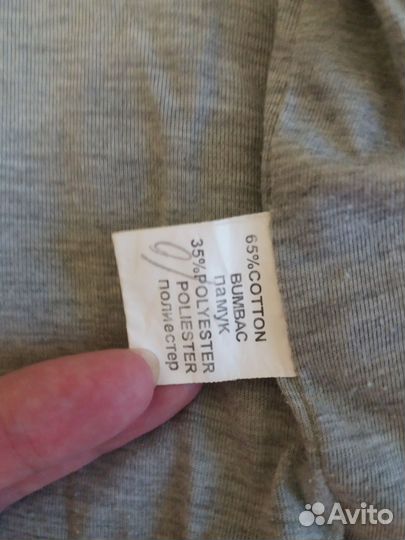 65%COTTON
BUMBAC
памук
35%POLYESTER
POLIESTER
полиестер
Avito